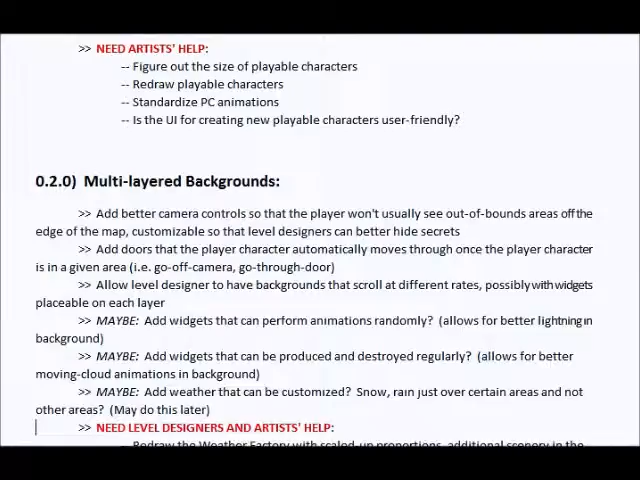 >> NEED ARTISTS' HELP:
-- Figure out the size of playable characters
-- Redraw playable characters
-- Standardize PC animations
-- Is the UI for creating new playable characters user-friendly?
0.2.0) Multi-layered Backgrounds:
>> Add better camera controls so that the player won't usually see out-of-bounds areas off the
edge of the map, customizable so that level designers can better hide secrets
>> Add doors that the player character automatically moves through once the player character
is in a given area (i.e. go-off-camera, go-through-door)
>> Allow level designer to have backgrounds that scroll at different rates, possibly with widgets
placeable on each layer
>> MAYBE: Add widgets that can perform animations randomly? (allows for better lightning in
background)
>> MAYBE: Add widgets that can be produced and destroyed regularly? (allows for better
moving-cloud animations in background)
>> MAYBE: Add weather that can be customized? Snow, rain just over certain areas and not
other areas? (May do this later)
>> NEED LEVEL DESIGNERS AND ARTISTS' HELP:
-- Redraw the Weather Factory with scaled-up proportions, additional scenery in the